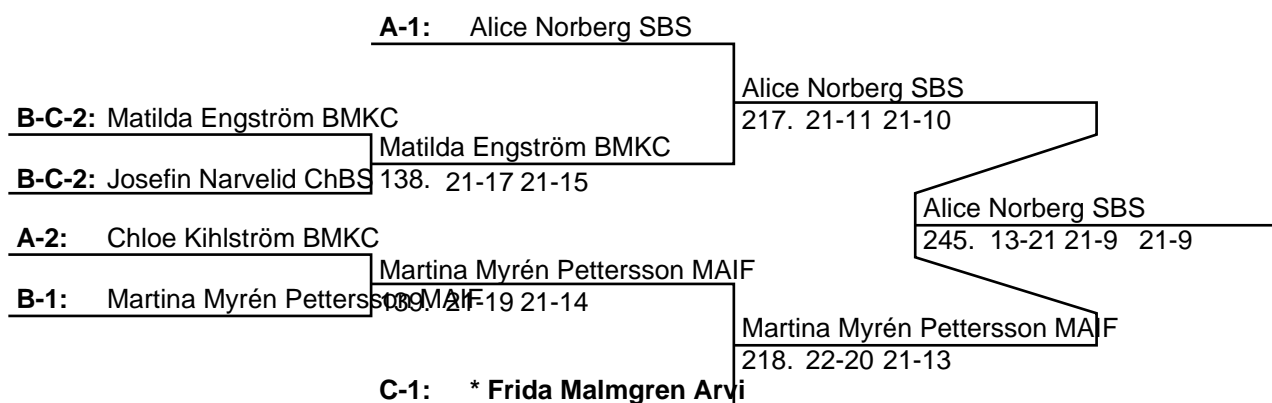 A-1: Alice Norberg SBS
Alice Norberg SBS
217. 21-11 21-10
B-C-2: Matilda Engström BMKC
Matilda Engström BMKC
B-C-2: Josefin Narvelid ChBS
138. 21-17 21-15
Alice Norberg SBS
245. 13-21 21-9 21-9
A-2: Chloe Kihlström BMKC
Martina Myrén Pettersson MAIF
B-1: Martina Myrén Pettersson MAIF
139. 21-19 21-14
Martina Myrén Pettersson MAIF
218. 22-20 21-13
C-1: * Frida Malmgren Arvi